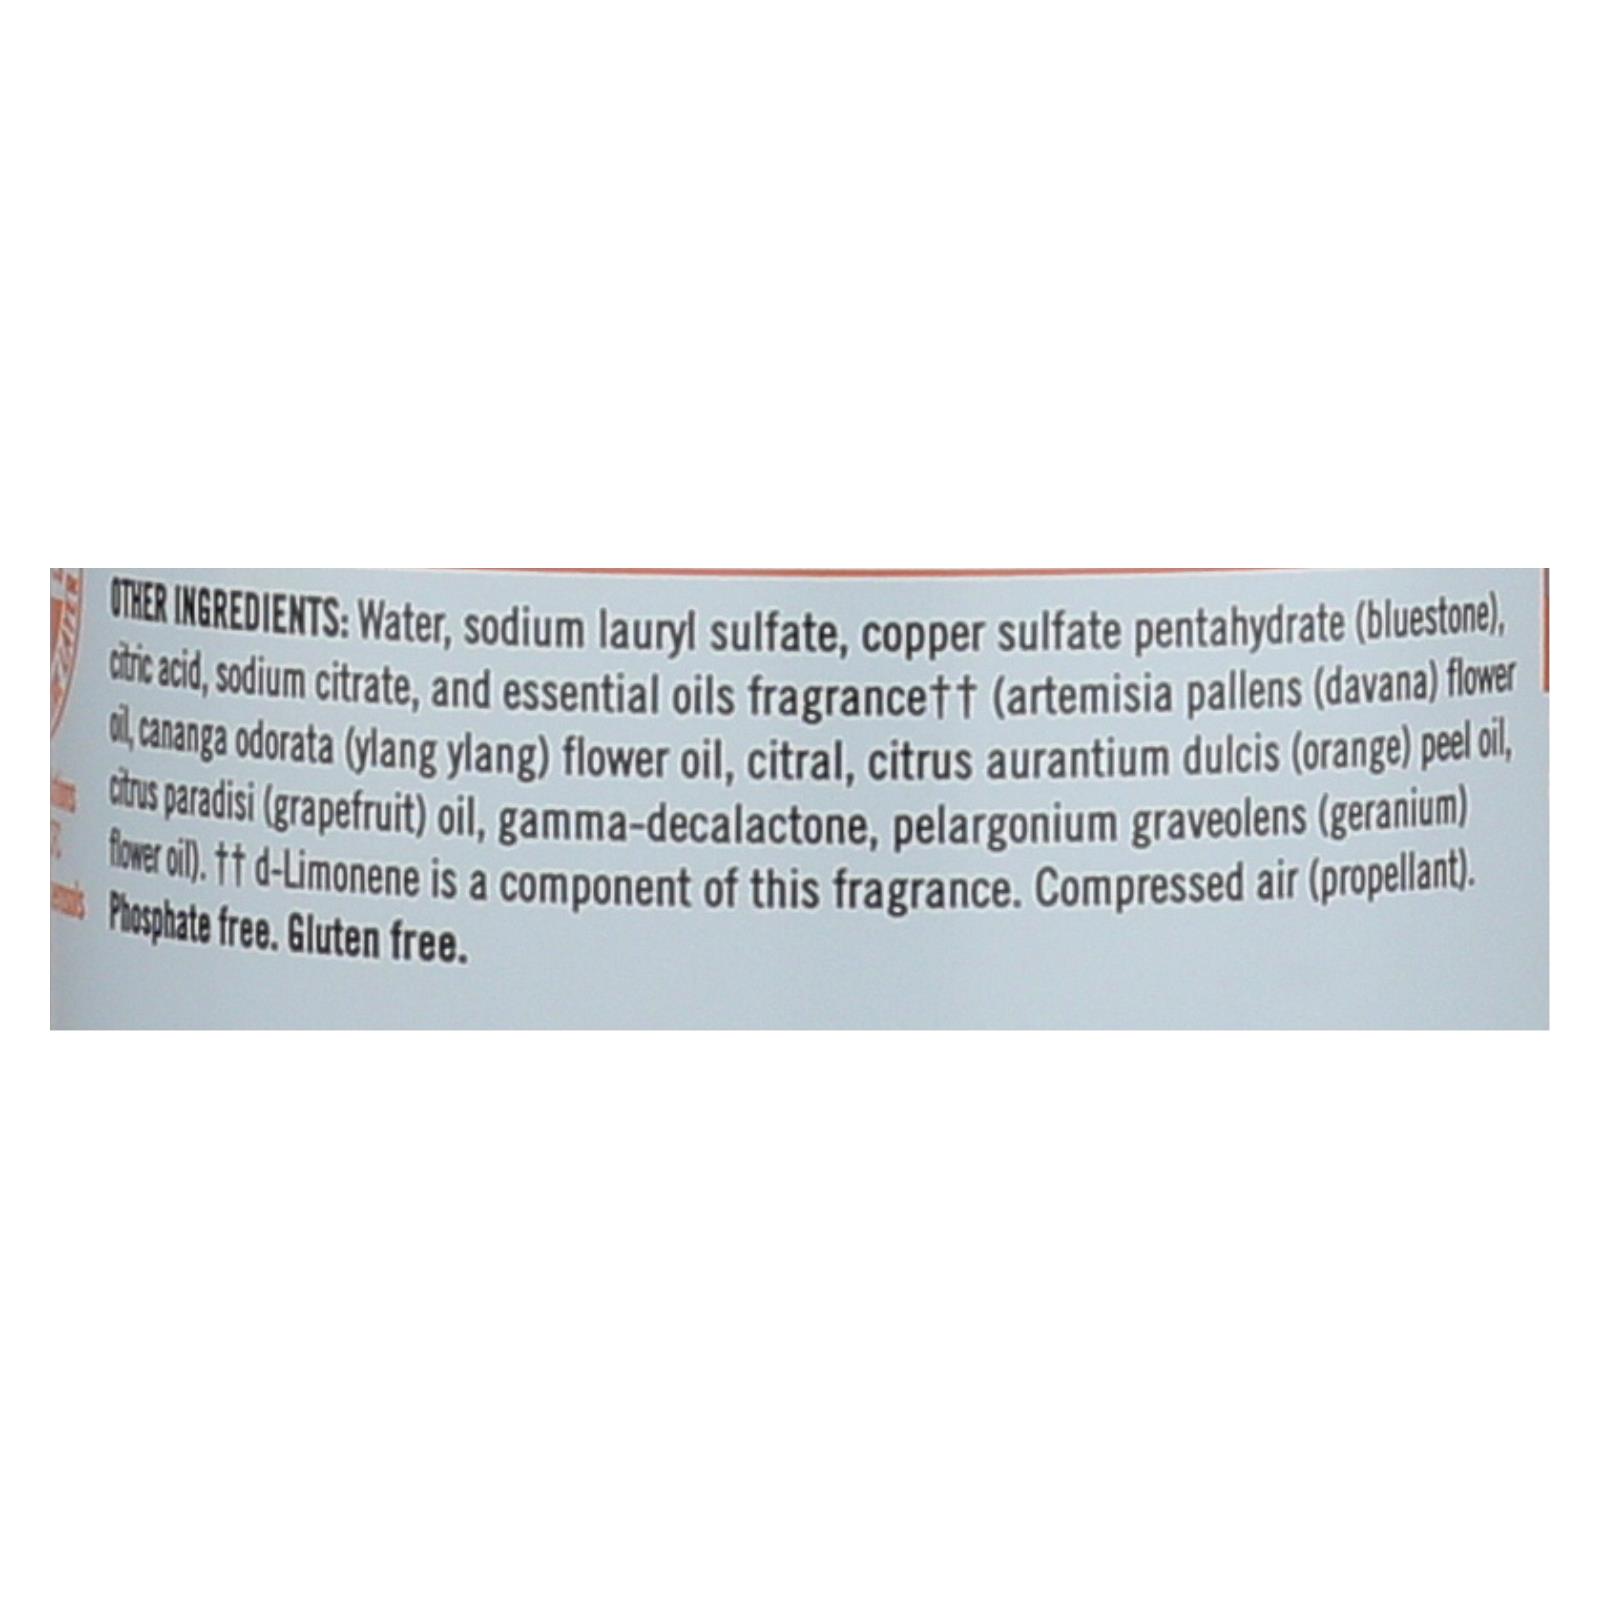 OTHER INGREDIENTS: Water, sodium lauryl sulfate, copper sulfate pentahydrate (bluestone),
citric acid, sodium citrate, and essential oils fragrance†† (artemisia pallens (davana) flower
oil, cananga odorata (ylang ylang) flower oil, citral, citrus aurantium dulcis (orange) peel oil,
citrus paradisi (grapefruit) oil, gamma-decalactone, pelargonium graveolens (geranium)
flower oil). †† d-Limonene is a component of this fragrance. Compressed air (propellant).
Phosphate free. Gluten free.